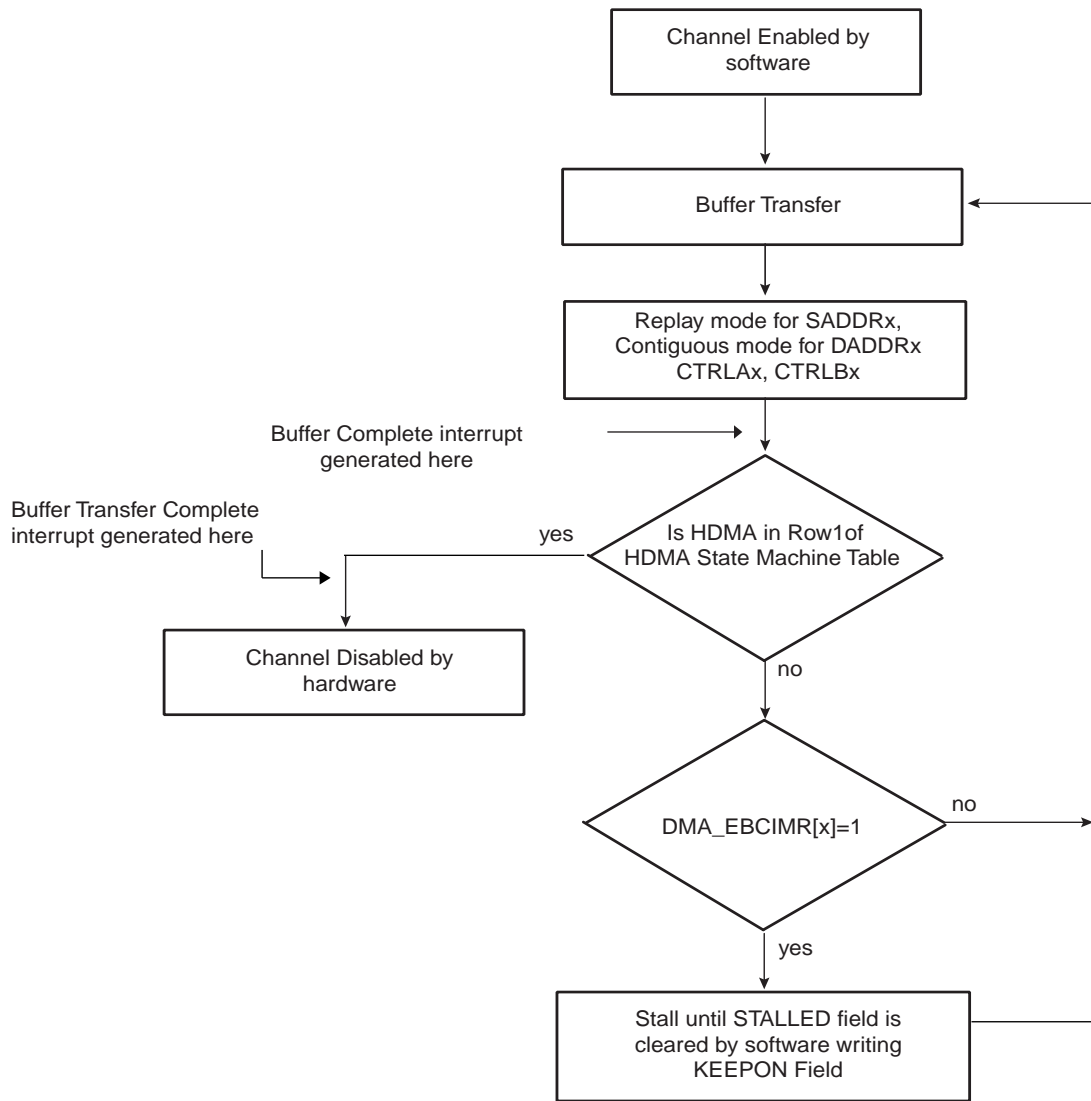 Channel Enabled by
software
Buffer Transfer
Replay mode for SADDRx,
Contiguous mode for DADDRx
CTRLAx, CTRLBx
Buffer Complete interrupt
generated here
Buffer Transfer Complete
interrupt generated here
yes
Is HDMA in Row1of
HDMA State Machine Table
Channel Disabled by
hardware
no
DMA_EBCIMR[x]=1
no
yes
Stall until STALLED field is
cleared by software writing
KEEPON Field